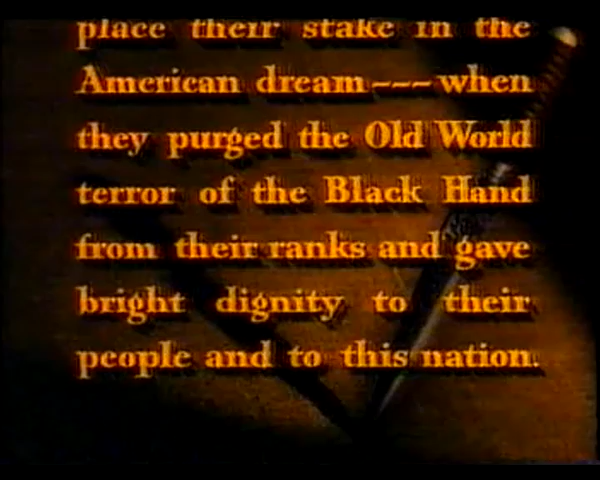 place their stake in the
American dream---when
they purged the Old World
terror of the Black Hand
from their ranks and gave
bright dignity to their
people and to this nation.